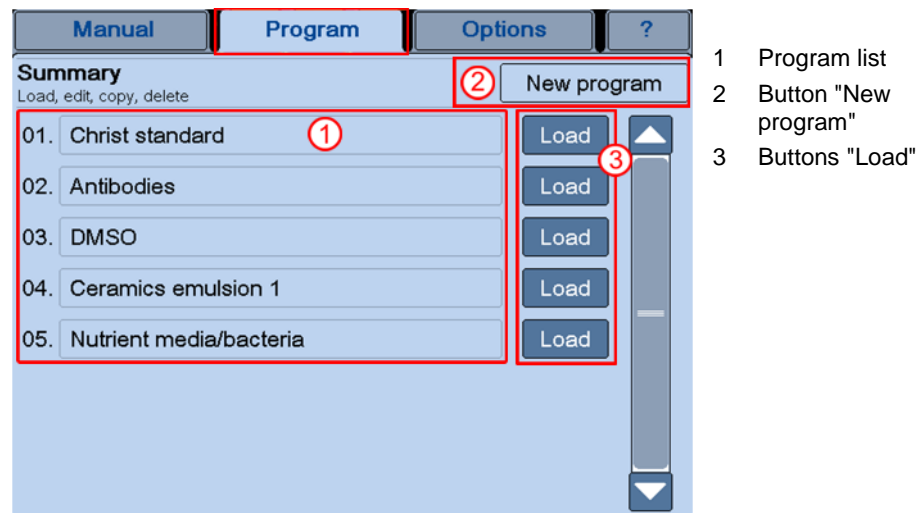 Manual Program Options ?
Summary
Load, edit, copy, delete
2 New program
01. Christ standard 1 Load
3
02. Antibodies Load
03. DMSO Load
04. Ceramics emulsion 1 Load
05. Nutrient media/bacteria Load
1 Program list
2 Button "New
program"
3 Buttons "Load"